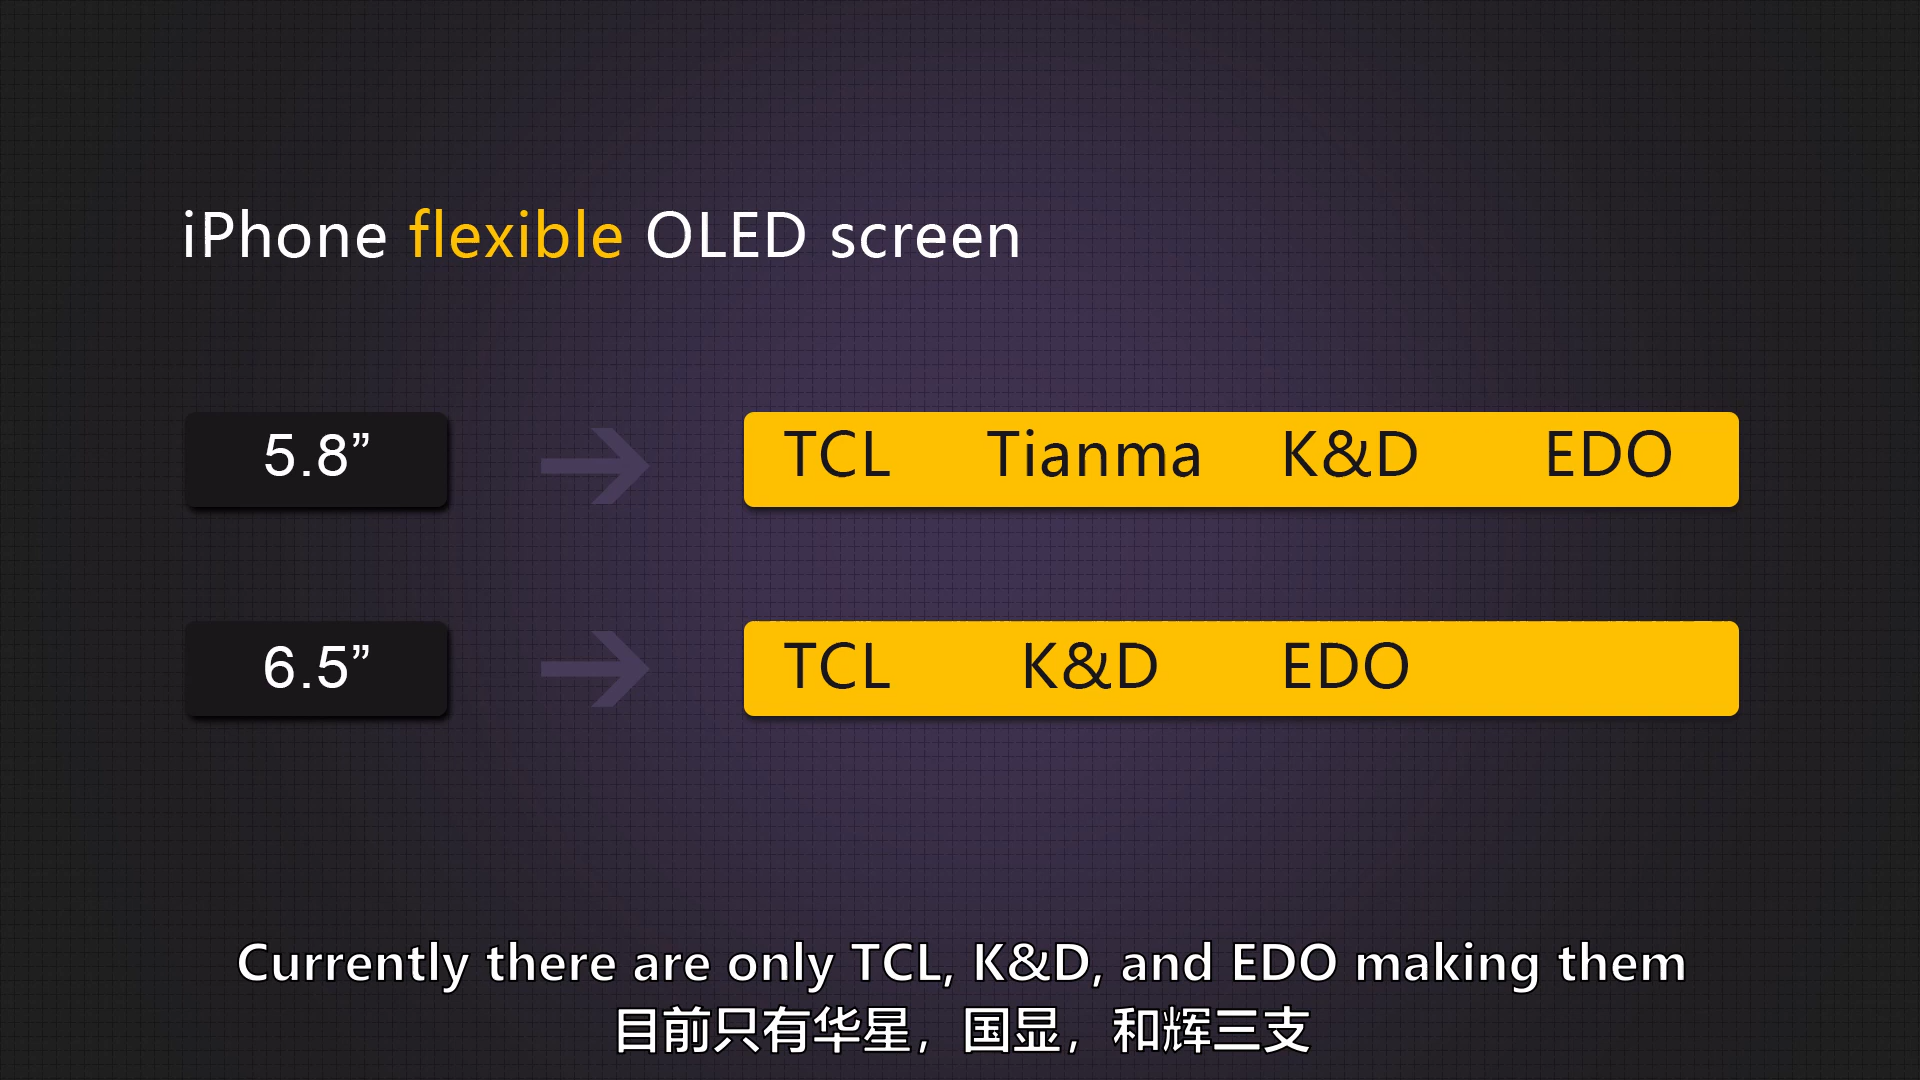 iPhone flexible OLED screen
5.8” TCL Tianma K&D EDO
6.5” TCL K&D EDO
Currently there are only TCL, K&D, and EDO making them
目前只有华星，国显，和辉三支